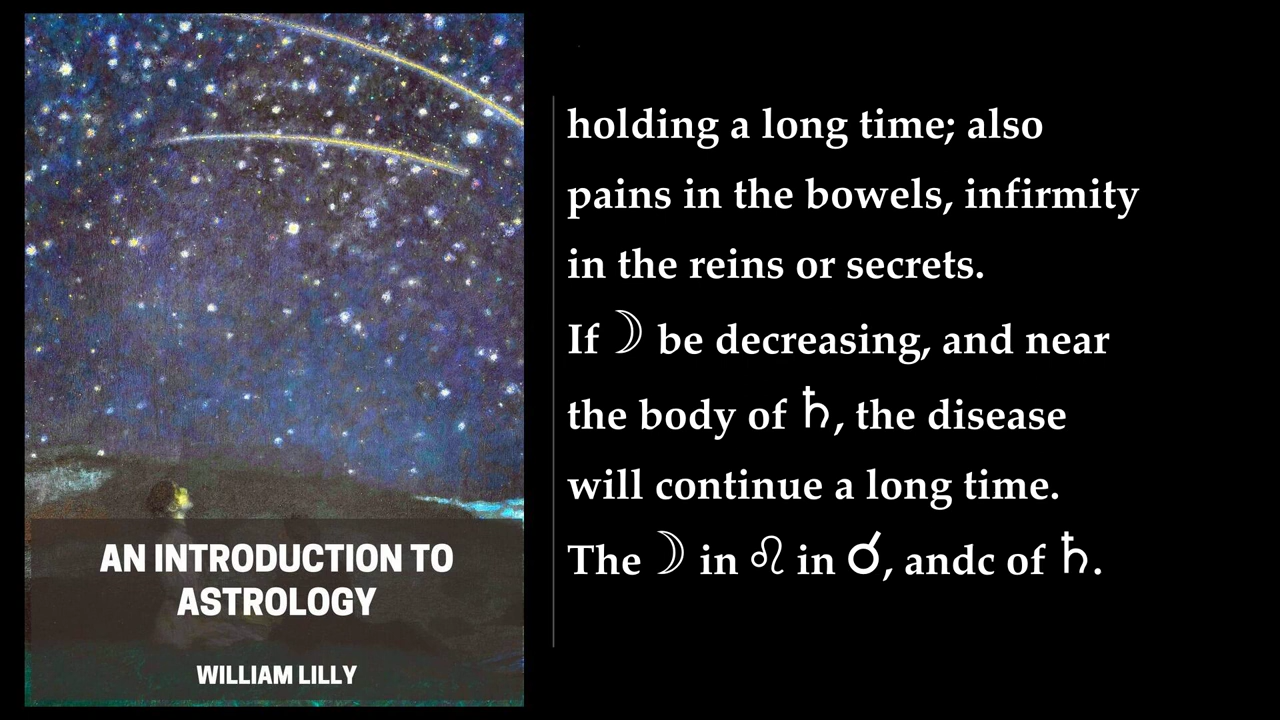 AN INTRODUCTION TO
ASTROLOGY
WILLIAM LILLY
holding a long time; also
pains in the bowels, infirmity
in the reins or secrets.
If ☽ be decreasing, and near
the body of ♄, the disease
will continue a long time.
The ☽ in ♌ in ☌, andc of ♄.